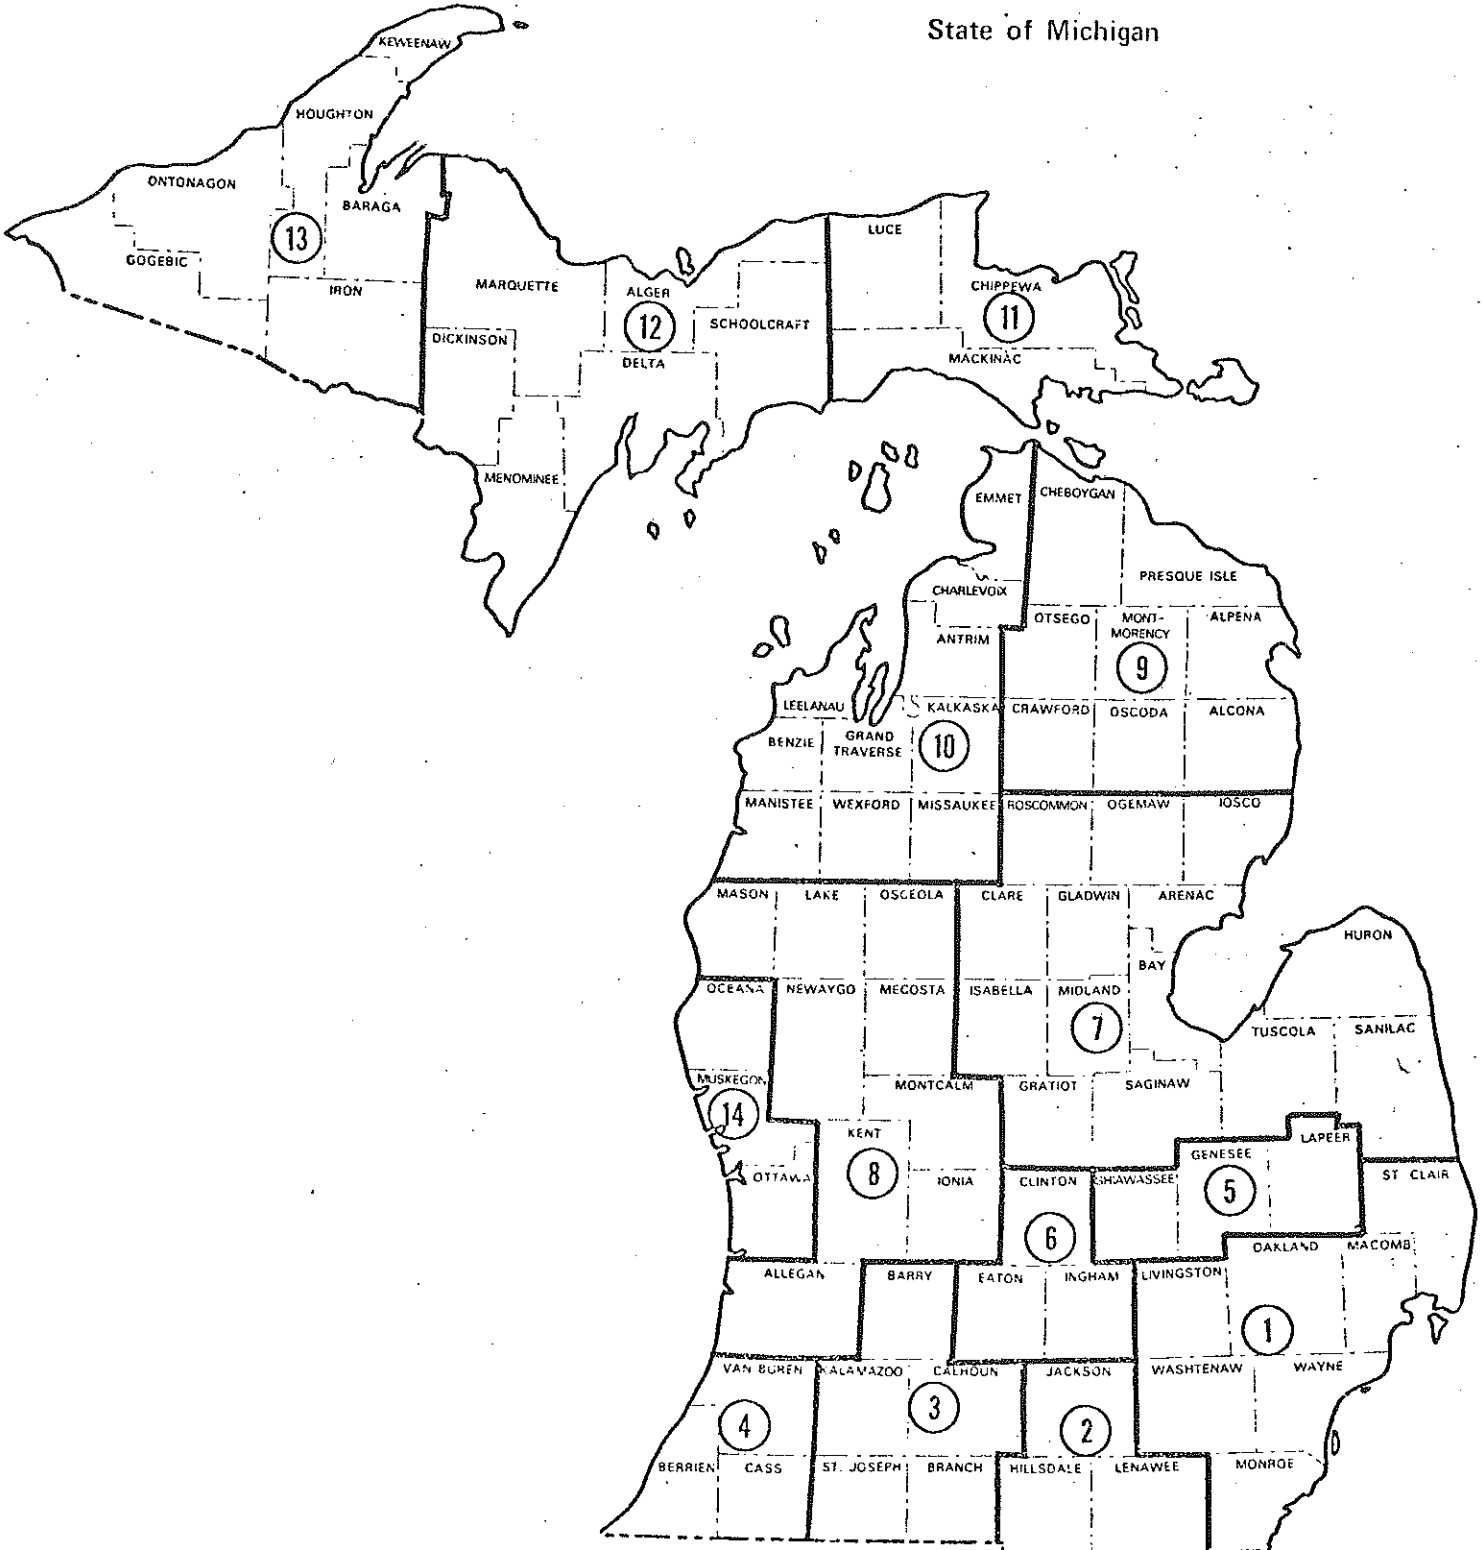 State of Michigan
KEWEENAW
HOUGHTON
ONTONAGON
BARAGA
13
GOGEBIC
IRON
MARQUETTE
ALGER
12
SCHOOLCRAFT
DICKINSON
DELTA
MENOMINEE
LUCE
CHIPPEWA
11
MACKINAC
EMMET
CHEBOYGAN
PRESQUE ISLE
CHARLEVOIX
OTSEGO
MONT-
MORENCY
ALPENA
ANTRIM
9
LEELANAU
KALKASKA
CRAWFORD
OSCODA
ALCONA
BENZIE
GRAND
TRAVERSE
10
MANISTEE
WEXFORD
MISSAUKEE
ROSCOMMON
OGEMAW
IOSCO
MASON
LAKE
OSCEOLA
CLARE
GLADWIN
ARENAC
HURON
BAY
OCEANA
NEWAYGO
MECOSTA
ISABELLA
MIDLAND
7
TUSCOLA
SANILAC
MUSKEGON
14
MONTCALM
GRATIOT
SAGINAW
KENT
8
LAPEER
GENESEE
5
OTTAWA
IONIA
CLINTON
SHIAWASSEE
ST CLAIR
6
OAKLAND
MACOMB
ALLEGAN
BARRY
EATON
INGHAM
LIVINGSTON
1
VAN BUREN
KALAMAZOO
CALHOUN
JACKSON
WASHTENAW
WAYNE
3
4
2
BERRIEN
CASS
ST. JOSEPH
BRANCH
HILLSDALE
LENAWEE
MONROE